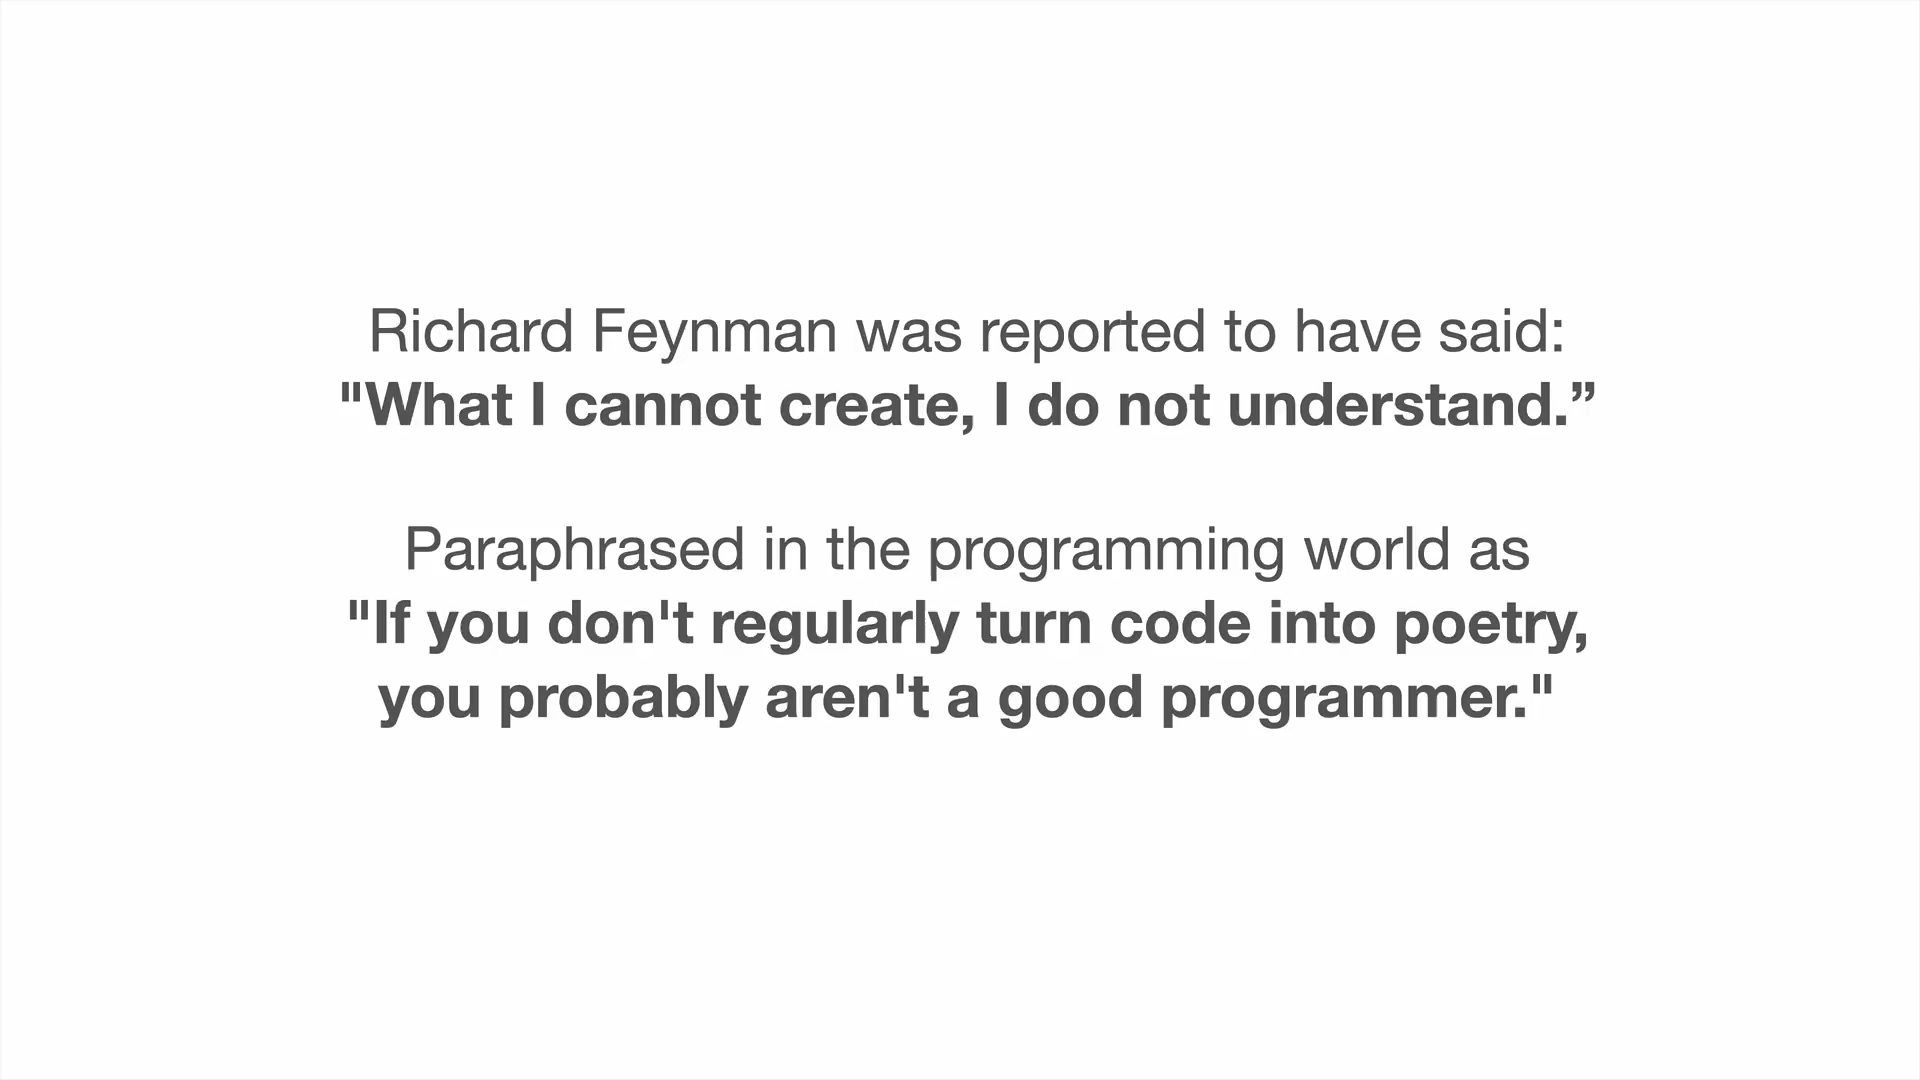 Richard Feynman was reported to have said:
"What I cannot create, I do not understand.”
Paraphrased in the programming world as
"If you don't regularly turn code into poetry,
you probably aren't a good programmer."